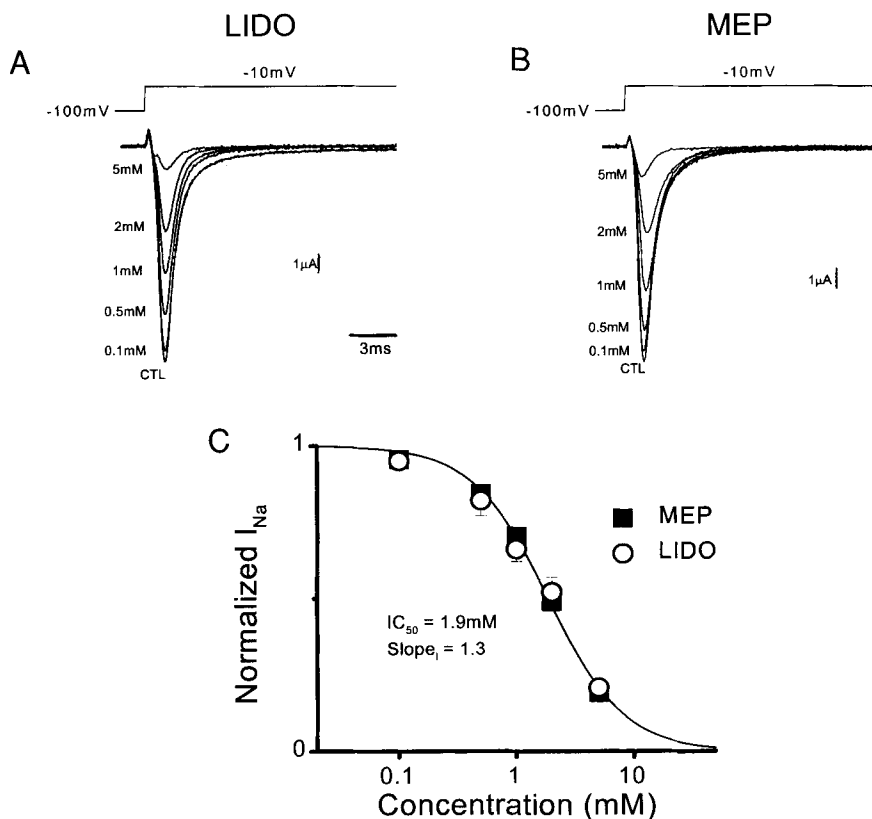 LIDO
MEP
A
B
-10mV
-10mV
-100mV
-100mV
5mM
2mM
1mM
0.5mM
0.1mM
CTL
1µA
3ms
5mM
2mM
1mM
0.5mM
0.1mM
CTL
1µA
C
1
0
Normalized I_Na
MEP
LIDO
IC50 = 1.9mM
Slope_I = 1.3
0.1
1
10
Concentration (mM)